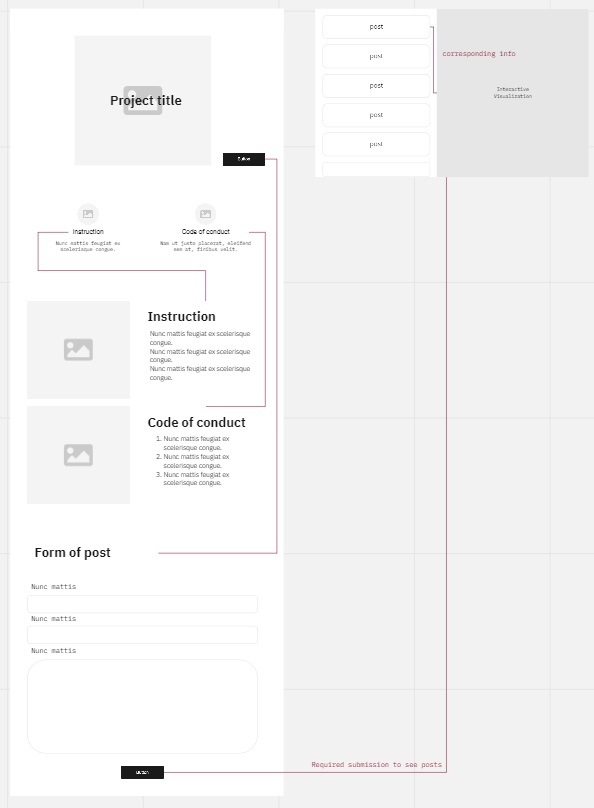 Project title
Button
Instruction
Nunc mattis feugiat ex
scelerisque congue.
Code of conduct
Nam ut justo placerat, eleifend
sem at, finibus velit.
Instruction
Nunc mattis feugiat ex scelerisque
congue.
Nunc mattis feugiat ex scelerisque
congue.
Nunc mattis feugiat ex scelerisque
congue.
Code of conduct
1. Nunc mattis feugiat ex
scelerisque congue.
2. Nunc mattis feugiat ex
scelerisque congue.
3. Nunc mattis feugiat ex
scelerisque congue.
Form of post
Nunc mattis
Nunc mattis
Nunc mattis
Button
Required submission to see posts
post
post
post
post
post
corresponding info
Interactive
Visualization